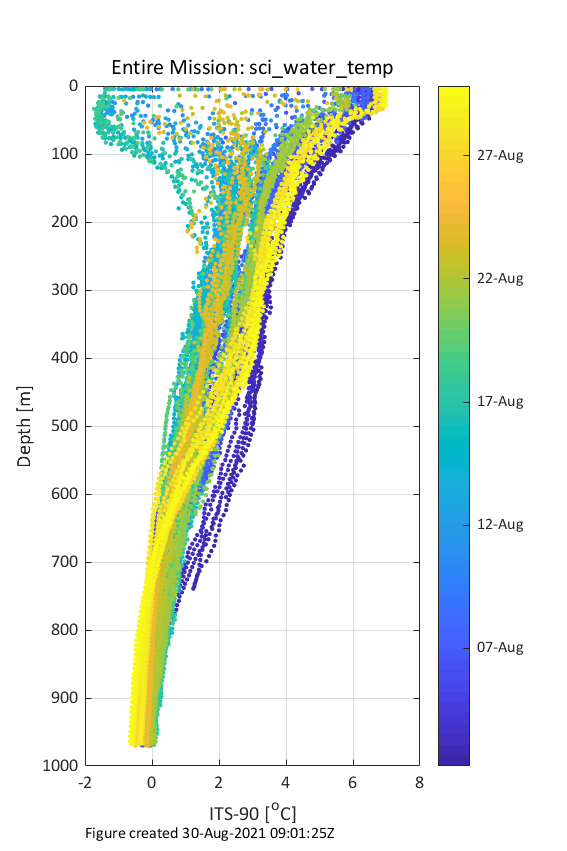 Entire Mission: sci_water_temp
0
100
200
300
400
500
600
700
800
900
1000
Depth [m]
-2 0 2 4 6 8
ITS-90 [°C]
27-Aug
22-Aug
17-Aug
12-Aug
07-Aug
Figure created 30-Aug-2021 09:01:25Z